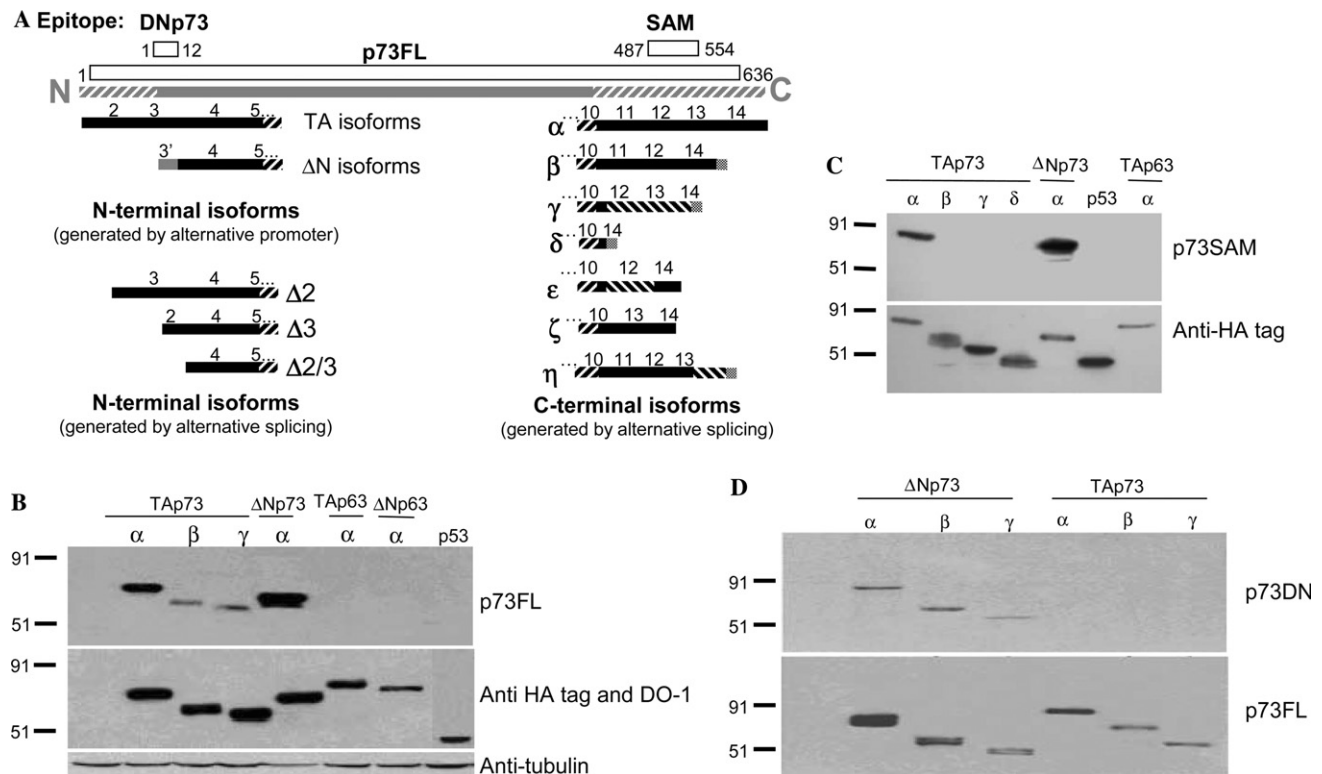 A Epitope: DNp73 SAM
1 12 487 554
p73FL
1 636
N C
2 3 4 5...
TA isoforms
3' 4 5...
ΔN isoforms
N-terminal isoforms
(generated by alternative promoter)
3 4 5...
Δ2
2 4 5...
Δ3
4 5...
Δ2/3
N-terminal isoforms
(generated by alternative splicing)
α ...10 11 12 13 14
β ...10 11 12 14
γ ...10 11 12 13 14
δ ...10 14
ε ...10 12 14
ζ ...10 13 14
η ...10 11 12 13
C-terminal isoforms
(generated by alternative splicing)
B
TAp73 ΔNp73 TAp63 ΔNp63
α β γ α α α p53
91
51
p73FL
91
51
Anti HA tag and DO-1
Anti-tubulin
C
TAp73 ΔNp73 TAp63
α β γ δ α p53 α
91
51
p73SAM
91
51
Anti-HA tag
D
ΔNp73 TAp73
α β γ α β γ
91
51
p73DN
91
51
p73FL